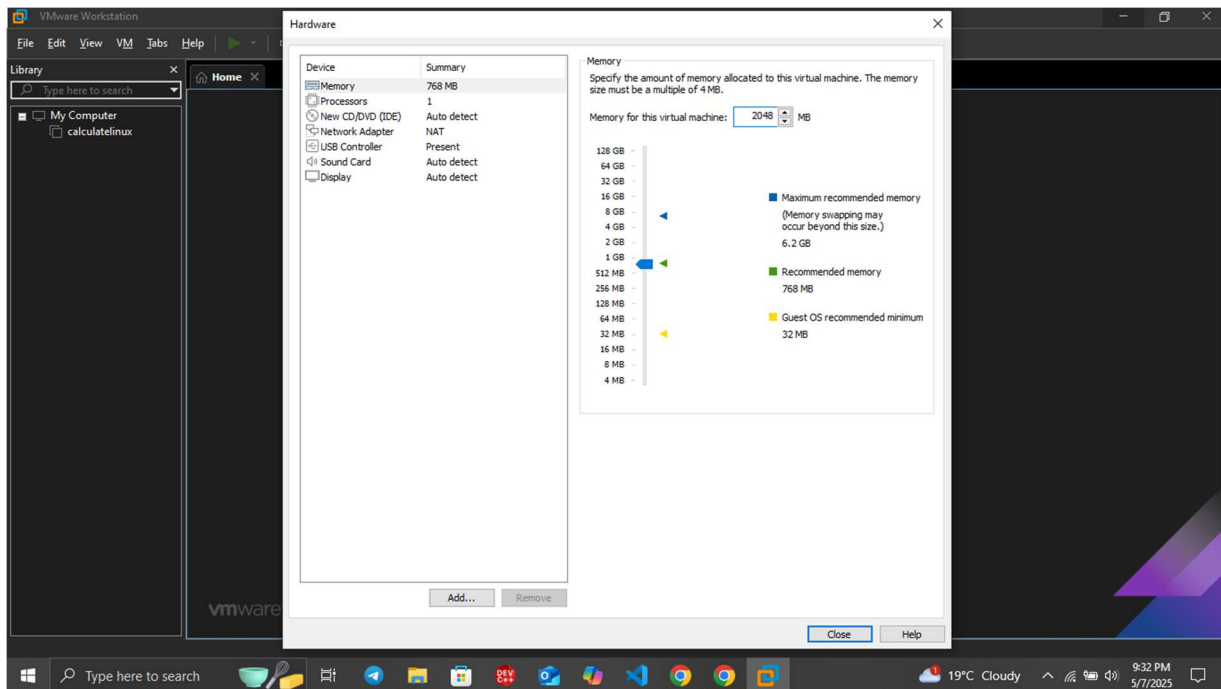 VMware Workstation
File Edit View VM Tabs Help
Library
Type here to search
My Computer
calculatelinux
Home
vmware
Hardware
Device Summary
Memory 768 MB
Processors 1
New CD/DVD (IDE) Auto detect
Network Adapter NAT
USB Controller Present
Sound Card Auto detect
Display Auto detect
Add... Remove
Memory
Specify the amount of memory allocated to this virtual machine. The memory
size must be a multiple of 4 MB.
Memory for this virtual machine: 2048 MB
128 GB
64 GB
32 GB
16 GB
8 GB
4 GB
2 GB
1 GB
512 MB
256 MB
128 MB
64 MB
32 MB
16 MB
8 MB
4 MB
Maximum recommended memory
(Memory swapping may
occur beyond this size.)
6.2 GB
Recommended memory
768 MB
Guest OS recommended minimum
32 MB
Close Help
Type here to search
DEV
C++
19°C Cloudy
9:32 PM
5/7/2025